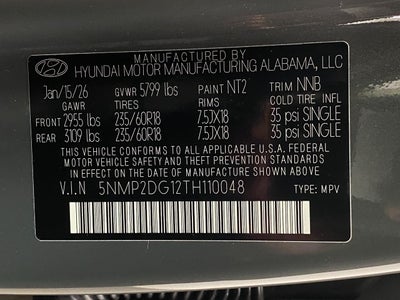 MANUFACTURED BY
HYUNDAI MOTOR MANUFACTURING ALABAMA, LLC
Jan/15/26 GVWR 5799 lbs PAINT NT2 TRIM NNB
GAWR TIRES RIMS COLD TIRE INFL
FRONT 2955 lbs 235/60R18 7.5JX18 35 psi SINGLE
REAR 3109 lbs 235/60R18 7.5JX18 35 psi SINGLE
THIS VEHICLE CONFORMS TO ALL APPLICABLE U.S.A. FEDERAL
MOTOR VEHICLE SAFETY, BUMPER, AND THEFT PREVENTION
STANDARDS IN EFFECT ON THE DATE OF MANUFACTURE SHOWN ABOVE.
V.I.N 5NMP2DG12TH110048 TYPE: MPV